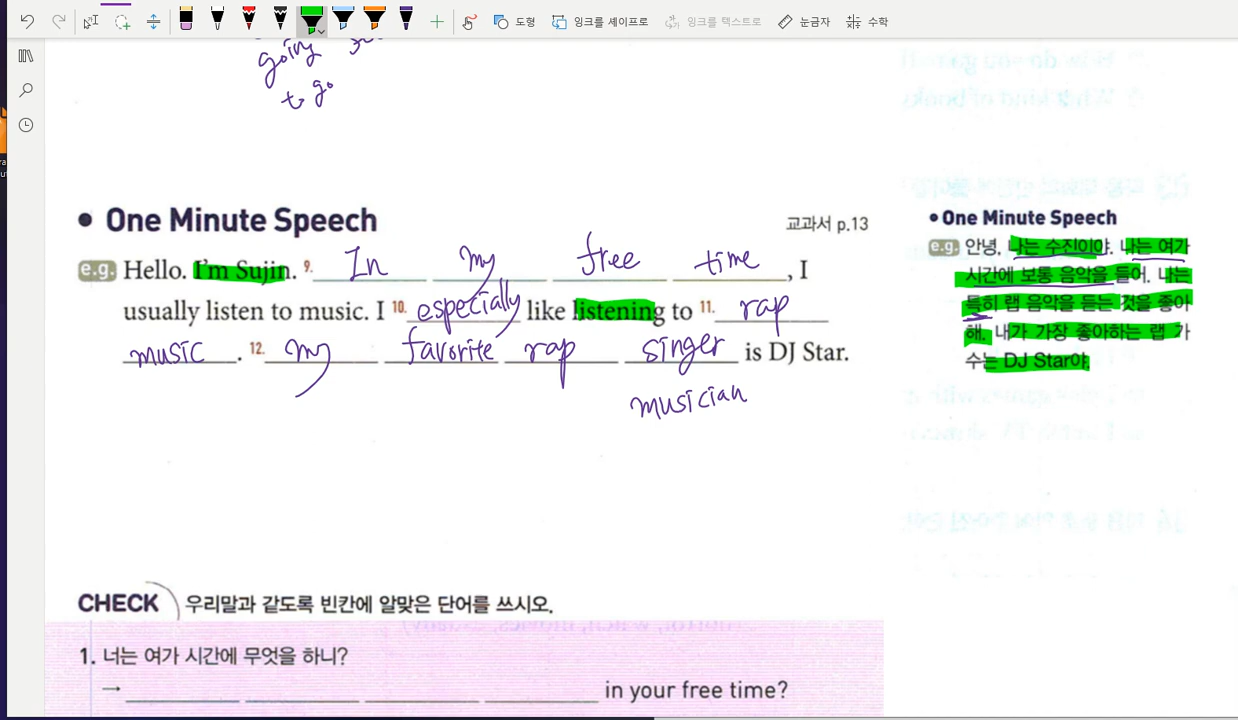 도형
잉크를 셰이프로
잉크를 텍스트로
눈금자
수학
going
to go
• One Minute Speech
교과서 p.13
e.g. Hello. I'm Sujin. 9. In my free time, I
usually listen to music. I 10. especially like listening to 11. rap
music. 12. my favorite rap singer is DJ Star.
musician
• One Minute Speech
e.g. 안녕. 나는 수진이야. 나는 여가
시간에 보통 음악을 들어. 나는
특히 랩 음악을 듣는 것을 좋아
해. 내가 가장 좋아하는 랩 가
수는 DJ Star야.
CHECK 우리말과 같도록 빈칸에 알맞은 단어를 쓰시오.
1. 너는 여가 시간에 무엇을 하니?
→ ____ ____ ____ ____ in your free time?